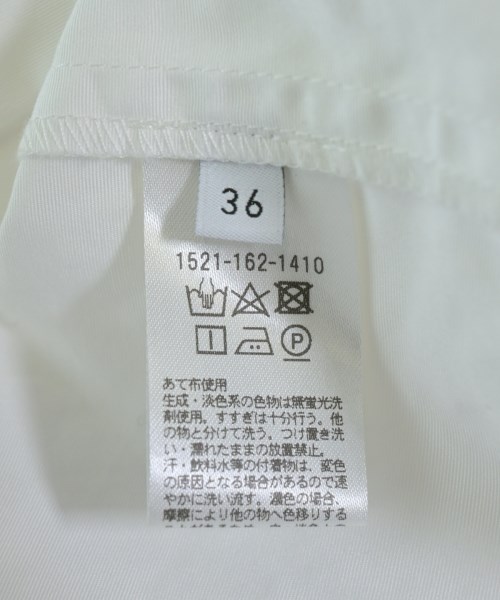 36
1521-162-1410
P
あて布使用
生成・淡色系の色物は無蛍光洗
剤使用。すすぎは十分行う。他
の物と分けて洗う。つけ置き洗
い・濡れたままの放置禁止。
汗・飲料水等の付着物は、変色
の原因となる場合があるので速
やかに洗い流す。濃色の場合、
摩擦により他の物へ色移りする